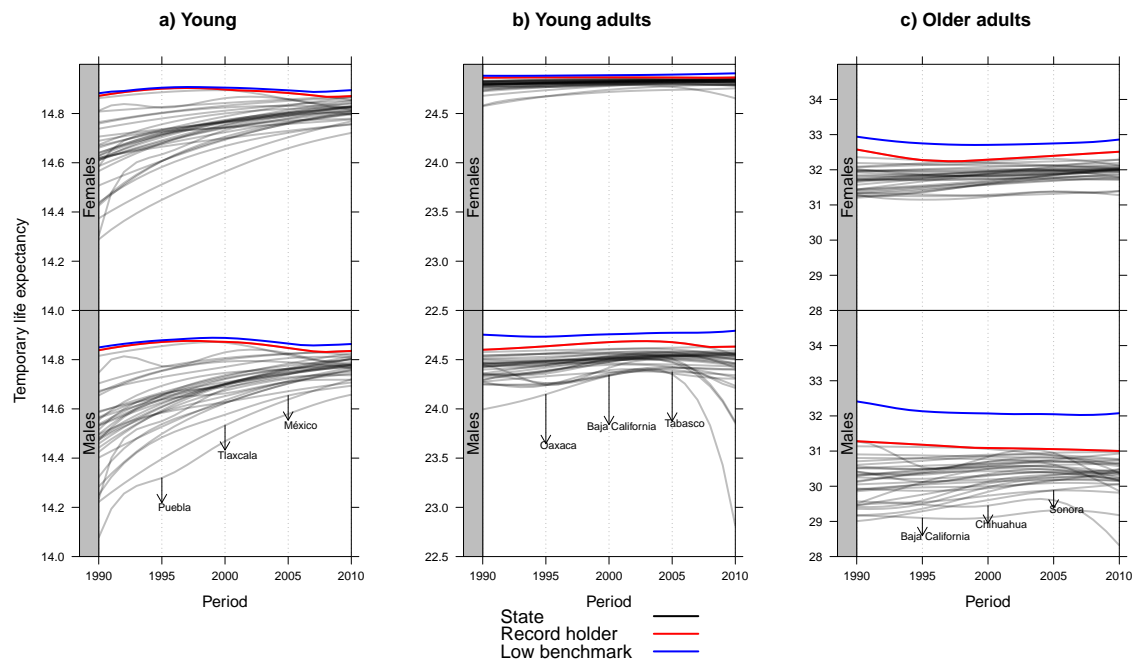 a) Young
b) Young adults
c) Older adults
Temporary life expectancy
Females
14.8
14.6
14.4
14.2
14.0
Males
14.8
14.6
14.4
14.2
14.0
Puebla
Tlaxcala
México
1990
1995
2000
2005
2010
Period
Females
24.5
24.0
23.5
23.0
22.5
Males
24.5
24.0
23.5
23.0
22.5
Oaxaca
Baja California
Tabasco
1990
1995
2000
2005
2010
Period
Females
34
33
32
31
30
28
Males
34
33
32
31
30
29
28
Baja California
Chihuahua
Sonora
1990
1995
2000
2005
2010
Period
State
Record holder
Low benchmark